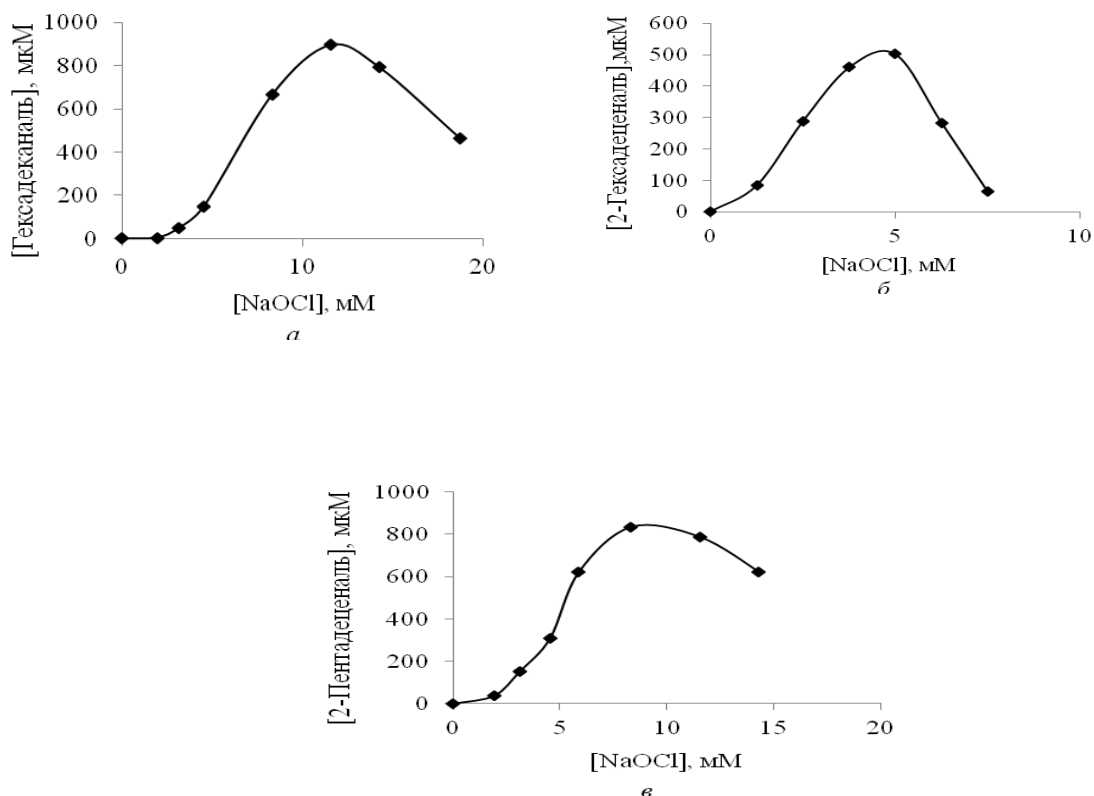 [Гексадеканаль], мкМ
1000
800
600
400
200
0
0 10 20
[NaOCl], мМ
а
[2-Гексадеценаль],мкМ
600
500
400
300
200
100
0
0 5 10
[NaOCl], мМ
б
[2-Пентадеценаль], мкМ
1000
800
600
400
200
0
0 5 10 15 20
[NaOCl], мМ
в